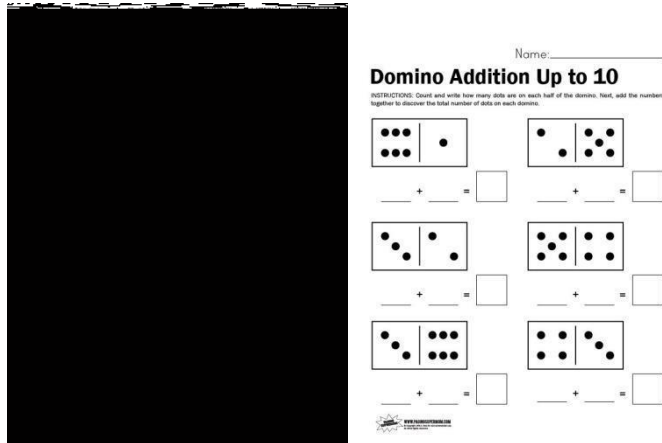 Name:
Domino Addition Up to 10
INSTRUCTIONS: Count and write how many dots are on each half of the domino. Next, add the number
together to discover the total number of dots on each domino.
+ = + =
+ = + =
+ = + =